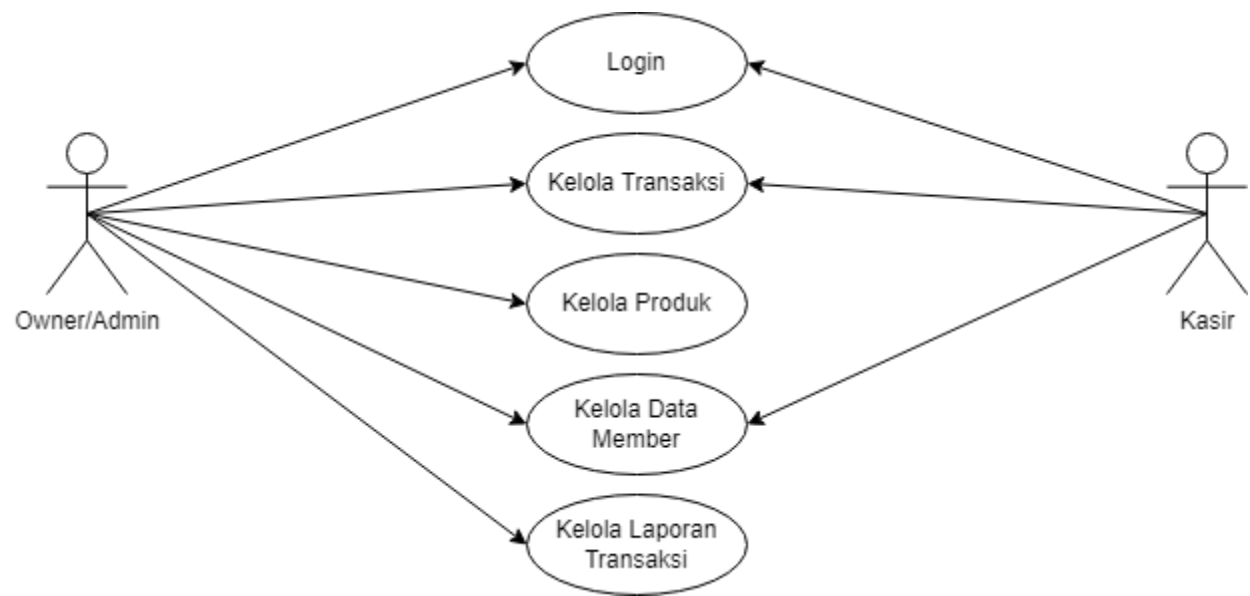 Login
Kelola Transaksi
Kelola Produk
Owner/Admin
Kasir
Kelola Data
Member
Kelola Laporan
Transaksi